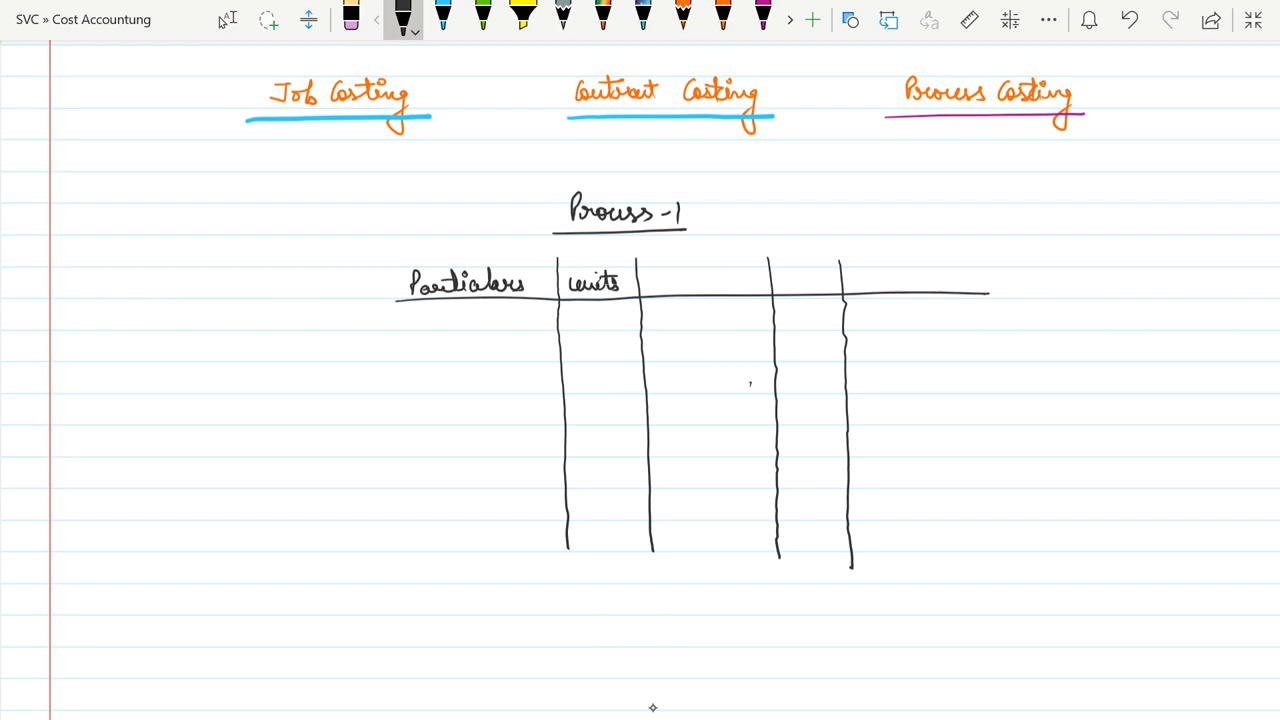 SVC » Cost Accountung
Job Costing Contract Costing Process Costing
Process-1
Particulars units